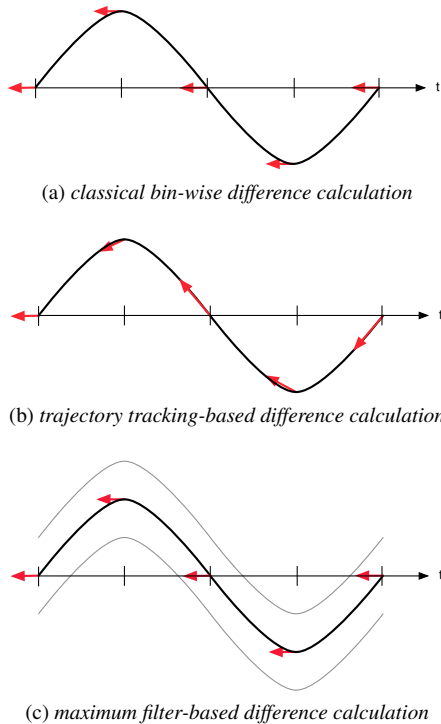 t
(a) classical bin-wise difference calculation
t
(b) trajectory tracking-based difference calculation
t
(c) maximum filter-based difference calculation